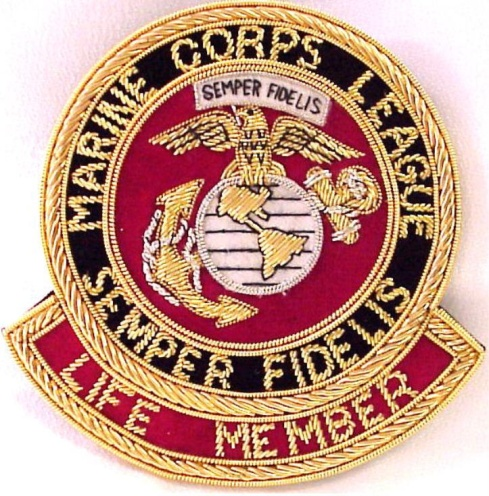 MARINE CORPS LEAGUE
SEMPER FIDELIS
SEMPER FIDELIS
LIFE MEMBER